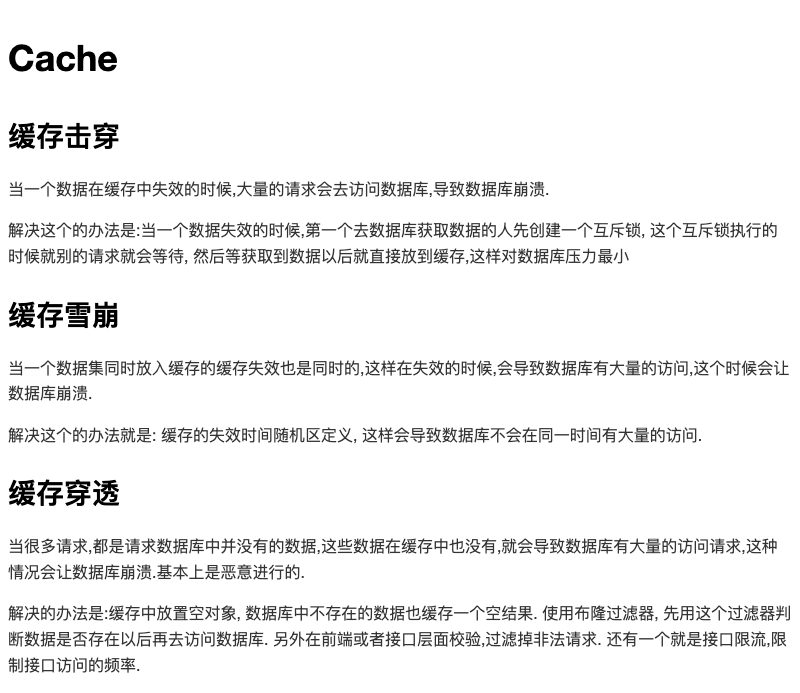 Cache
缓存击穿
当一个数据在缓存中失效的时候,大量的请求会去访问数据库,导致数据库崩溃.
解决这个的办法是:当一个数据失效的时候,第一个去数据库获取数据的人先创建一个互斥锁, 这个互斥锁执行的
时候就别的请求就会等待, 然后等获取到数据以后就直接放到缓存,这样对数据库压力最小
缓存雪崩
当一个数据集同时放入缓存的缓存失效也是同时的,这样在失效的时候,会导致数据库有大量的访问,这个时候会让
数据库崩溃.
解决这个的办法就是: 缓存的失效时间随机区定义, 这样会导致数据库不会在同一时间有大量的访问.
缓存穿透
当很多请求,都是请求数据库中并没有的数据,这些数据在缓存中也没有,就会导致数据库有大量的访问请求,这种
情况会让数据库崩溃.基本上是恶意进行的.
解决的办法是:缓存中放置空对象, 数据库中不存在的数据也缓存一个空结果. 使用布隆过滤器, 先用这个过滤器判
断数据是否存在以后再去访问数据库. 另外在前端或者接口层面校验,过滤掉非法请求. 还有一个就是接口限流,限
制接口访问的频率.